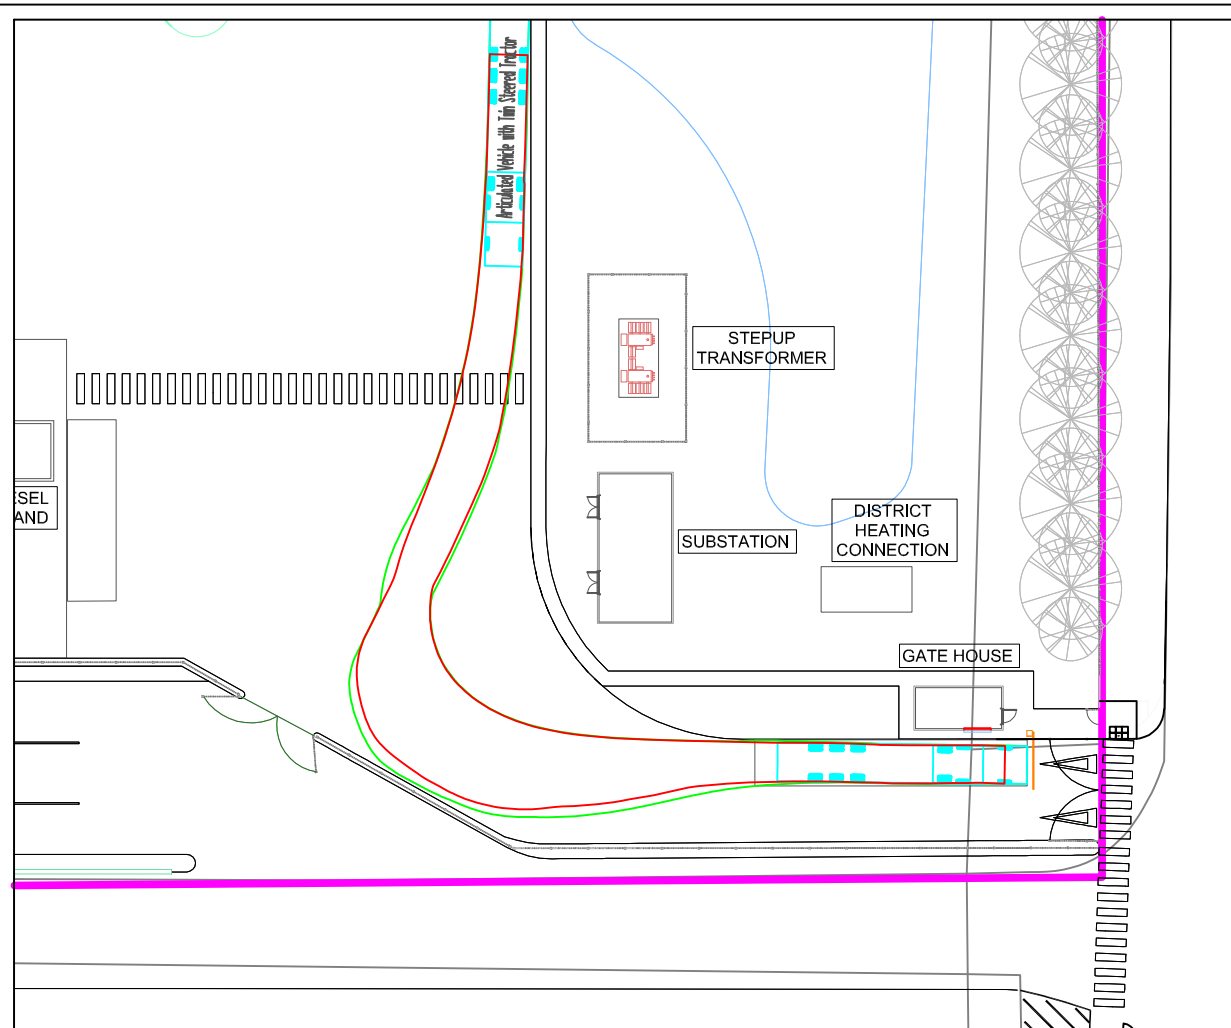 Articulated Vehicle with Twin Steered Tractor
STEPUP
TRANSFORMER
ESEL
AND
DISTRICT
HEATING
CONNECTION
SUBSTATION
GATE HOUSE